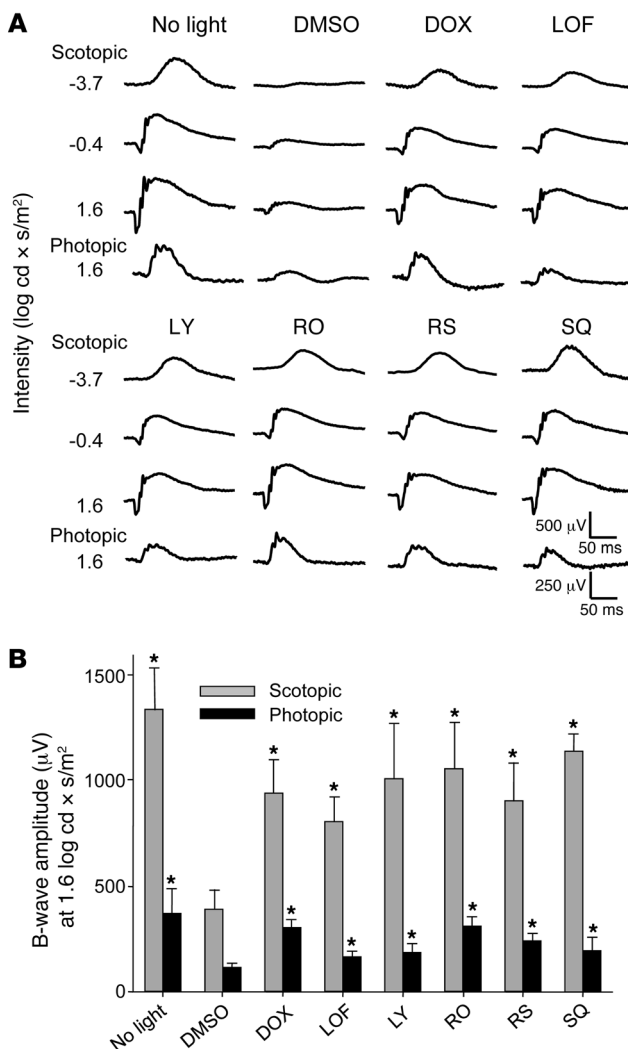 A
No light DMSO DOX LOF
Scotopic
-3.7
-0.4
1.6
Photopic
1.6
Intensity (log cd × s/m²)
LY RO RS SQ
Scotopic
-3.7
-0.4
1.6
500 µV
50 ms
Photopic
1.6
250 µV
50 ms
B
B-wave amplitude (µV)
at 1.6 log cd × s/m²
1500
1000
500
0
Scotopic
Photopic
* * * * * * * * * * * * * *
No light DMSO DOX LOF LY RO RS SQ